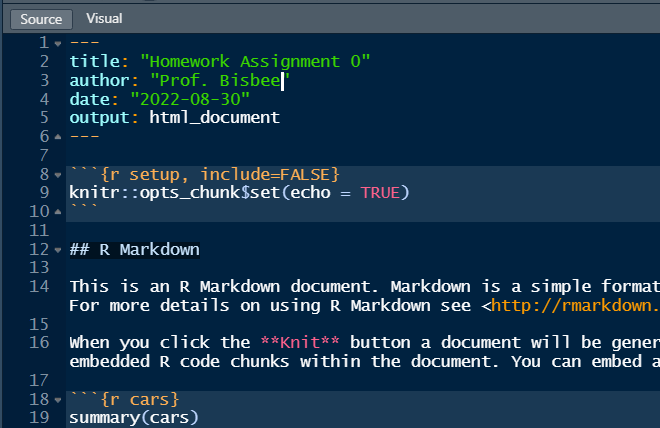 Source Visual
1 ---
2 title: "Homework Assignment 0"
3 author: "Prof. Bisbee"
4 date: "2022-08-30"
5 output: html_document
6 ---
7
8 ```{r setup, include=FALSE}
9 knitr::opts_chunk$set(echo = TRUE)
10 ```
11
12 ## R Markdown
13
14 This is an R Markdown document. Markdown is a simple format
For more details on using R Markdown see <http://rmarkdown.
15
16 When you click the **Knit** button a document will be gener
embedded R code chunks within the document. You can embed a
17
18 ```{r cars}
19 summary(cars)